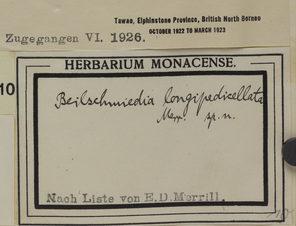 Tawao, Elphinstone Province, British North Borneo
OCTOBER 1922 TO MARCH 1923
Zugegangen VI. 1926.
HERBARIUM MONACENSE.
10
Beilschmiedia longipedicellata
Merr. sp. n.
Nach Liste von E.D.Merrill.